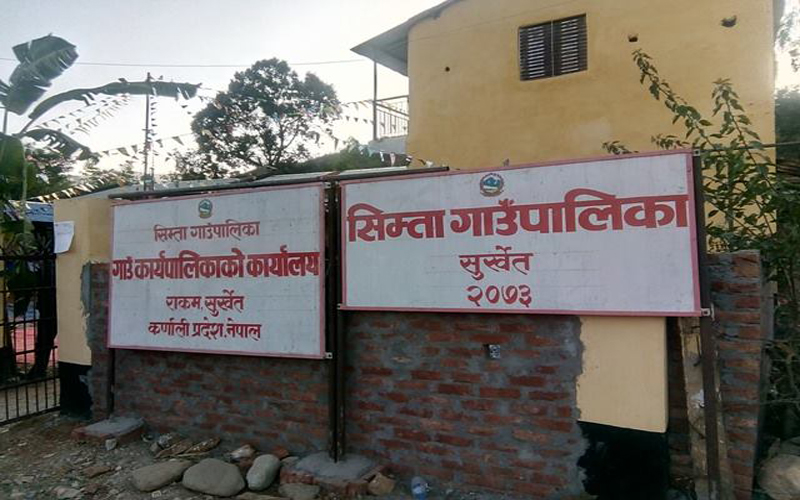 सिम्ता गाउँपालिका
गाउँ कार्यपालिकाको कार्यालय
राकम, सुर्खेत
कर्णाली प्रदेश, नेपाल
सिम्ता गाउँपालिका
सुर्खेत
२०७३